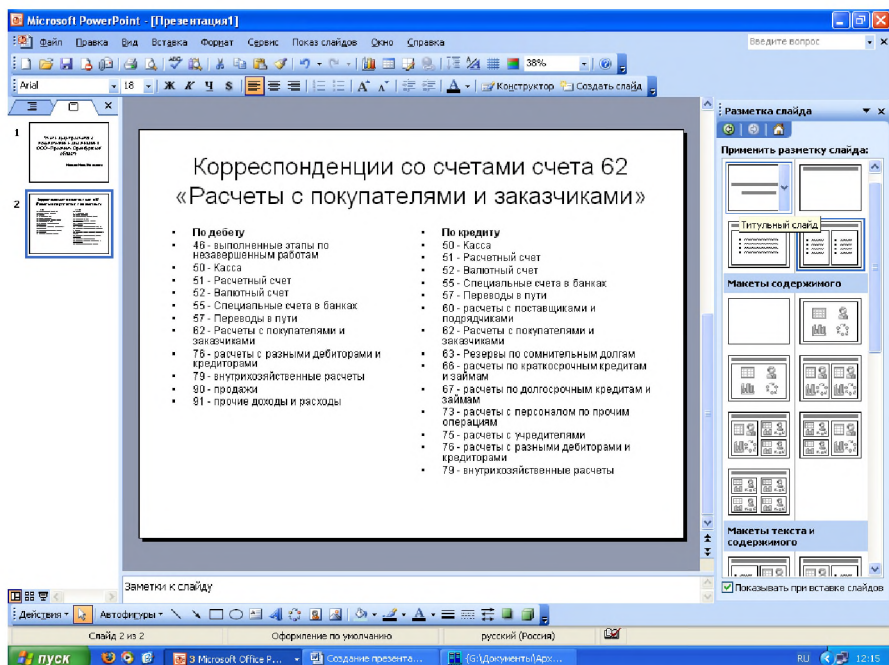 Microsoft PowerPoint - [Презентация1]
Файл Правка Вид Вставка Формат Сервис Показ слайдов Окно Справка
Введите вопрос
38%
Arial
18
Ж К Ч S
Конструктор
Создать слайд
Разметка слайда
Применить разметку слайда:
Титульный слайд
Макеты содержимого
Макеты текста и
содержимого
Показывать при вставке слайдов
1
2
Корреспонденции со счетами счета 62
«Расчеты с покупателями и заказчиками»
По дебету
46 - выполненные этапы по
незавершенным работам
50 - Касса
51 - Расчетный счет
52 - Валютный счет
55 - Специальные счета в банках
57 - Переводы в пути
62 - Расчеты с покупателями и
заказчиками
76 - расчеты с разными дебиторами и
кредиторами
79 - внутрихозяйственные расчеты
90 - продажи
91 - прочие доходы и расходы
По кредиту
50 - Касса
51 - Расчетный счет
52 - Валютный счет
55 - Специальные счета в банках
57 - Переводы в пути
60 - расчеты с поставщиками и
подрядчиками
62 - Расчеты с покупателями и
заказчиками
63 - Резервы по сомнительным долгам
66 - расчеты по краткосрочным кредитам
и займам
67 - расчеты по долгосрочным кредитам и
займам
73 - расчеты с персоналом по прочим
операциям
75 - расчеты с учредителями
76 - расчеты с разными дебиторами и
кредиторами
79 - внутрихозяйственные расчеты
Заметки к слайду
Действия
Автофигуры
Слайд 2 из 2
Оформление по умолчанию
русский (Россия)
пуск
3 Microsoft Office P...
Создание презента...
{G:\Документы\Арх...
RU
12:15